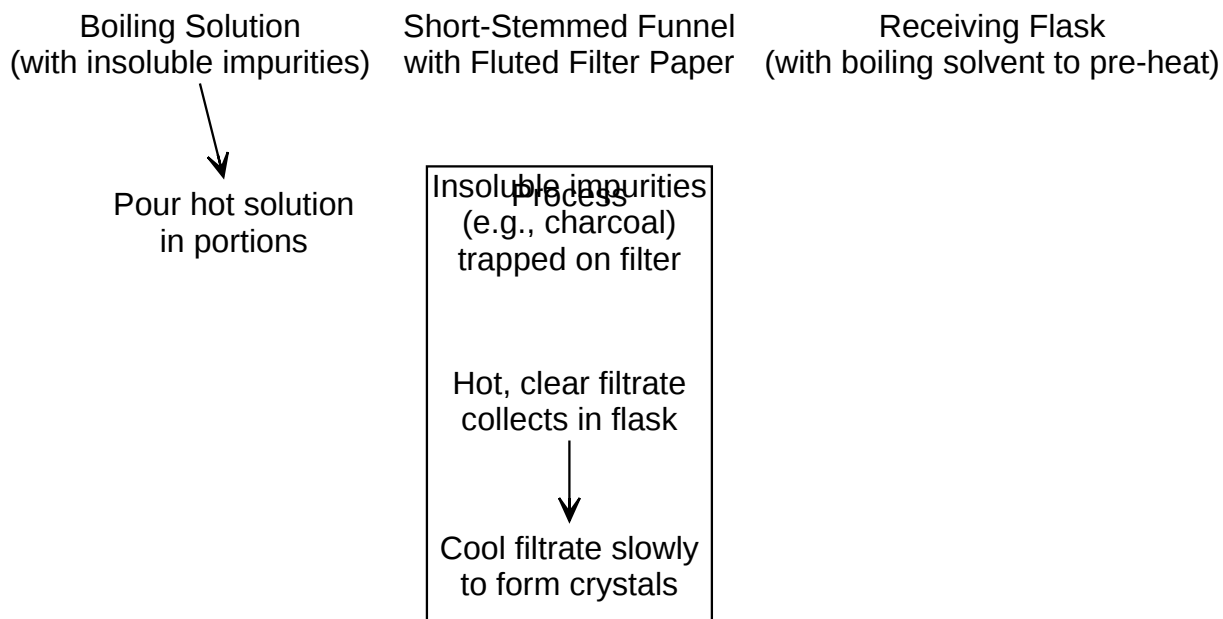 Boiling Solution
(with insoluble impurities)
Short-Stemmed Funnel
with Fluted Filter Paper
Receiving Flask
(with boiling solvent to pre-heat)
Pour hot solution
in portions
Process
Insoluble impurities
(e.g., charcoal)
trapped on filter
Hot, clear filtrate
collects in flask
Cool filtrate slowly
to form crystals